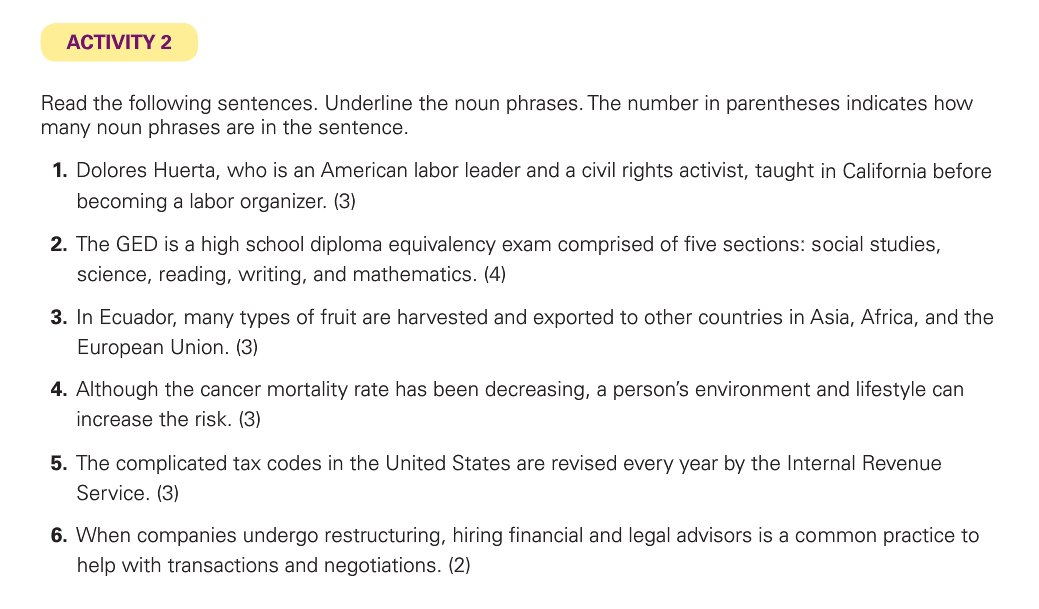 ACTIVITY 2
Read the following sentences. Underline the noun phrases. The number in parentheses indicates how
many noun phrases are in the sentence.
1. Dolores Huerta, who is an American labor leader and a civil rights activist, taught in California before
becoming a labor organizer. (3)
2. The GED is a high school diploma equivalency exam comprised of five sections: social studies,
science, reading, writing, and mathematics. (4)
3. In Ecuador, many types of fruit are harvested and exported to other countries in Asia, Africa, and the
European Union. (3)
4. Although the cancer mortality rate has been decreasing, a person's environment and lifestyle can
increase the risk. (3)
5. The complicated tax codes in the United States are revised every year by the Internal Revenue
Service. (3)
6. When companies undergo restructuring, hiring financial and legal advisors is a common practice to
help with transactions and negotiations. (2)